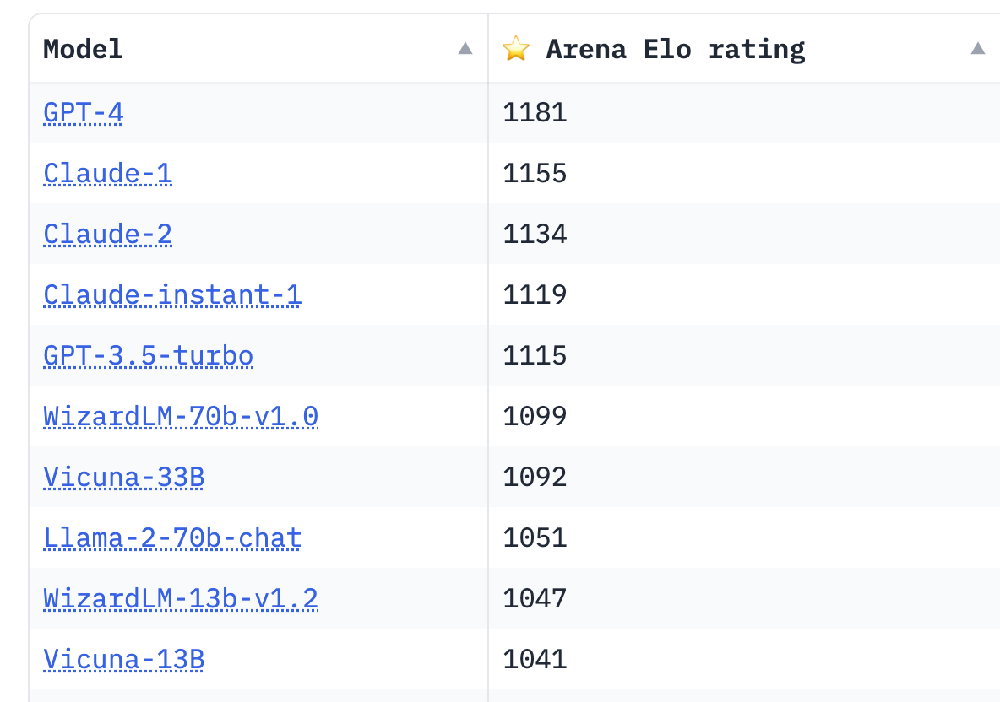 Model ▲ ⭐ Arena Elo rating ▲
GPT-4 1181
Claude-1 1155
Claude-2 1134
Claude-instant-1 1119
GPT-3.5-turbo 1115
WizardLM-70b-v1.0 1099
Vicuna-33B 1092
Llama-2-70b-chat 1051
WizardLM-13b-v1.2 1047
Vicuna-13B 1041